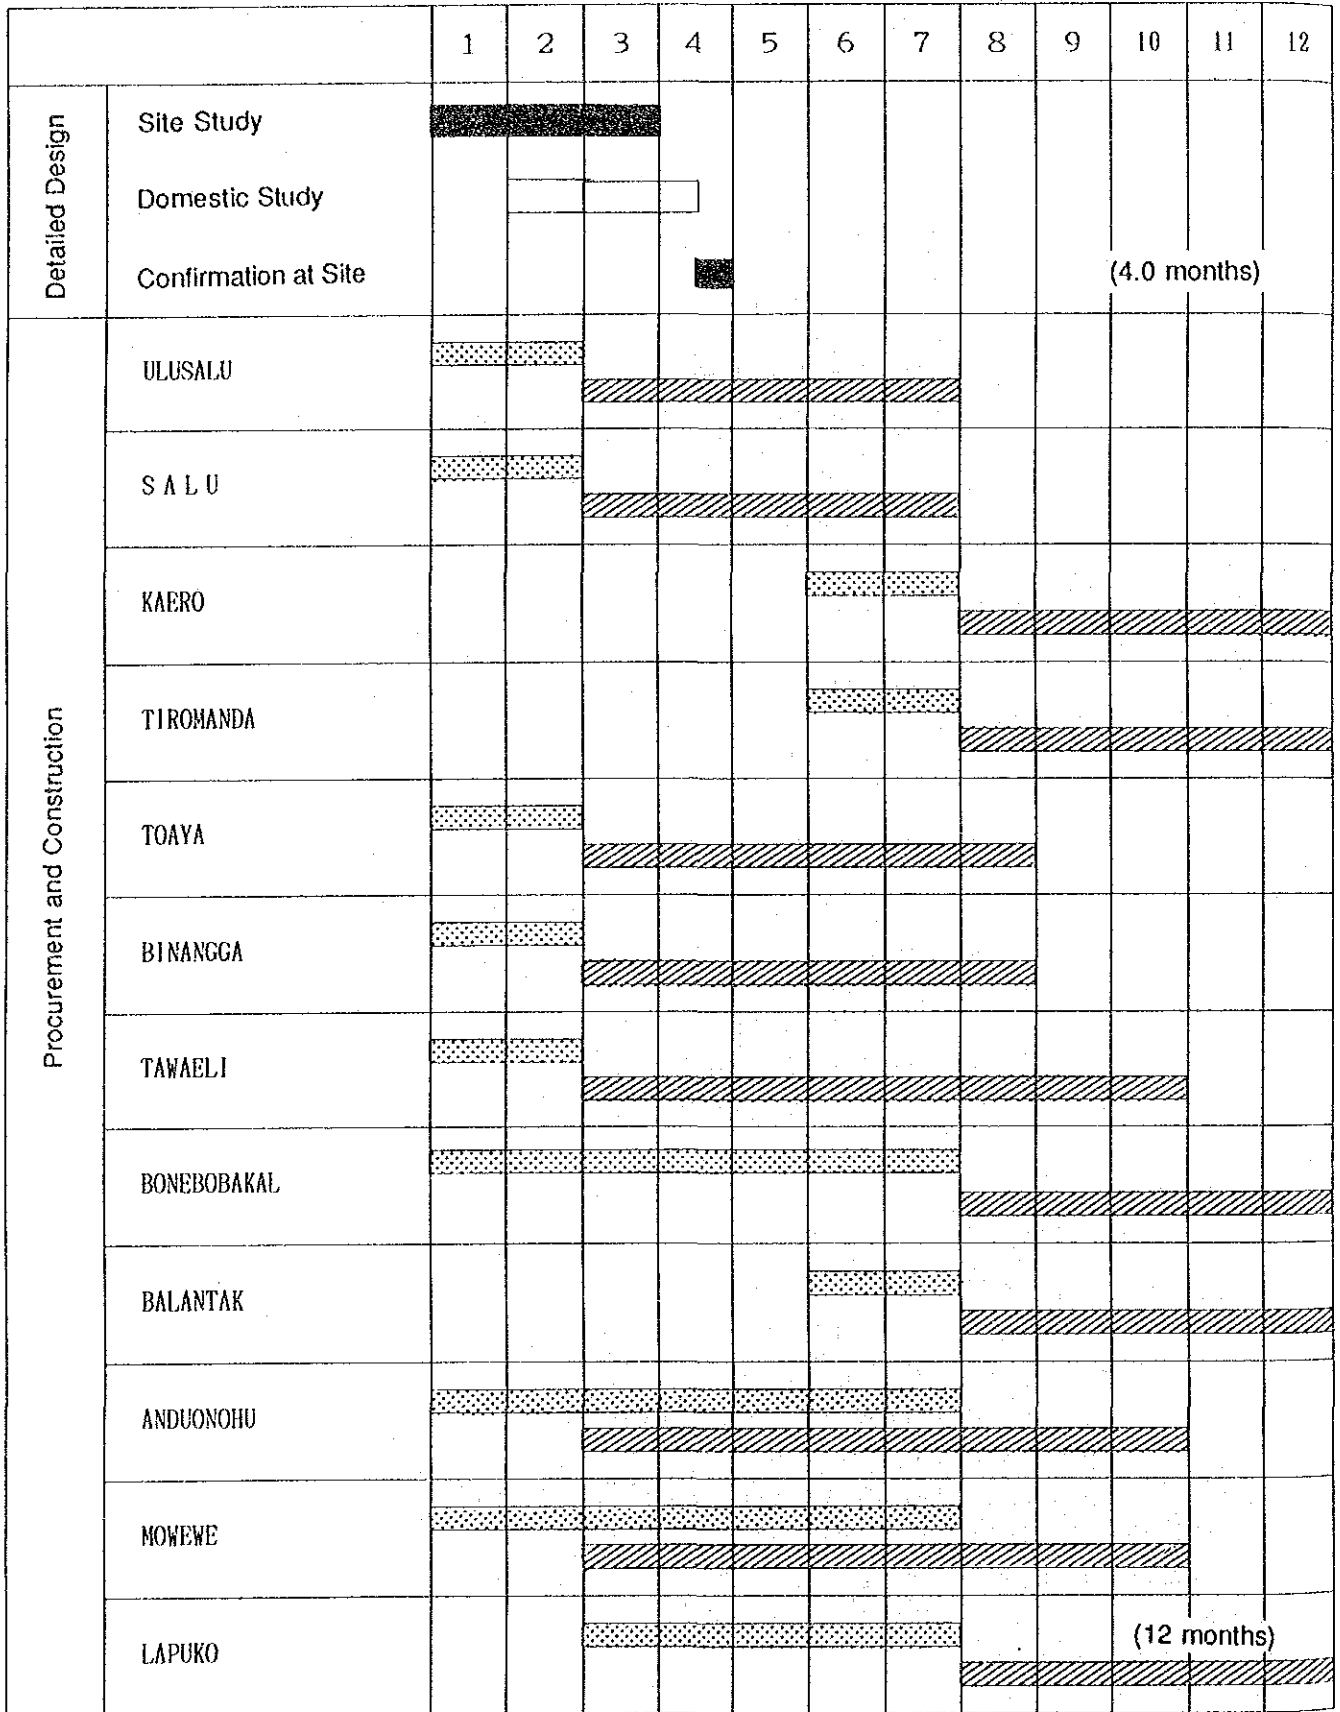 1 2 3 4 5 6 7 8 9 10 11 12
Detailed Design
Site Study
Domestic Study
Confirmation at Site
(4.0 months)
Procurement and Construction
ULUSALU
SALU
KAERO
TIROMANDA
TOAYA
BINANGGA
TAWAELI
BONEBOBAKAL
BALANTAK
ANDUONOHU
MOWEWE
LAPUKO
(12 months)